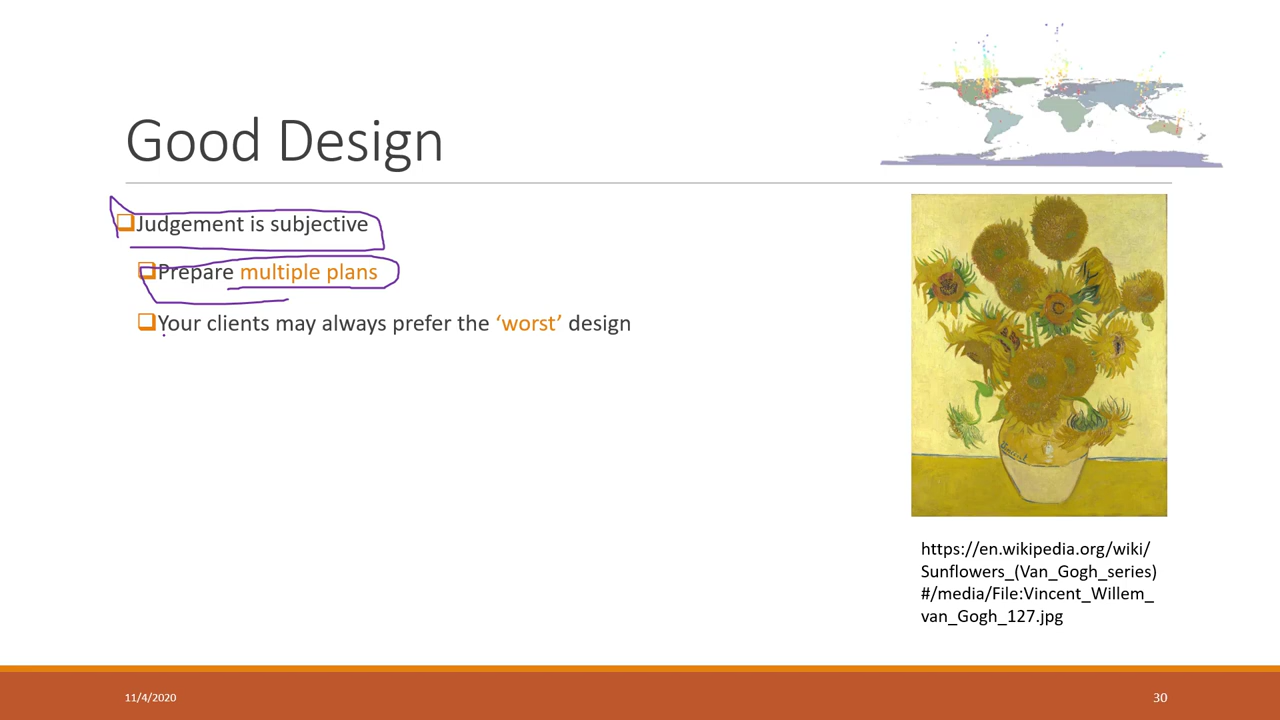 Good Design
Judgement is subjective
Prepare multiple plans
Your clients may always prefer the ‘worst’ design
https://en.wikipedia.org/wiki/
Sunflowers_(Van_Gogh_series)
#/media/File:Vincent_Willem_
van_Gogh_127.jpg
11/4/2020
30